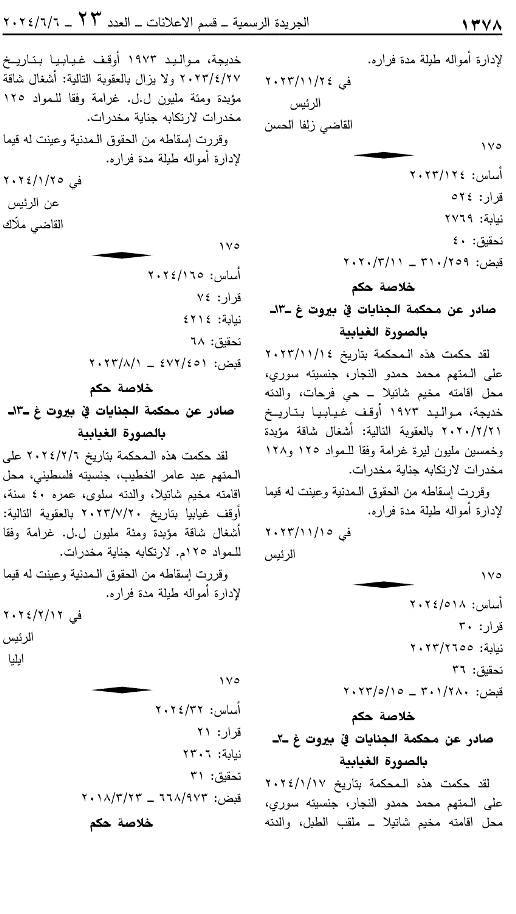 ١٣٧٨
الجريدة الرسمية – قسم الاعلانات – العدد ٢٣ – ٢٠٢٤/٦/٦
لإدارة أمواله طيلة مدة فراره.
في ٢٠٢٣/١١/٢٤
الرئيس
القاضي زلفا الحسن
١٧٥
أساس: ٢٠٢٣/١٢٤
قرار: ٥٢٤
نيابة: ٢٧٦٩
تحقيق: ٤٠
قبض: ٣١٠/٢٥٩ – ٢٠٢٠/٣/١١
خلاصة حكم
صادر عن محكمة الجنايات في بيروت غ –١٣–
بالصورة الغيابية
لقد حكمت هذه المحكمة بتاريخ ٢٠٢٣/١١/١٤
على المتهم محمد حمدو النجار، جنسيته سوري،
محل اقامته مخيم شاتيلا – حي فرحات، والدته
خديجة، مواليد ١٩٧٣ أوقف غيابيا بتاريخ
٢٠٢٠/٢/٢١ بالعقوبة التالية: أشغال شاقة مؤبدة
وخمسين مليون ليرة غرامة وفقا للمواد ١٢٥ و١٢٨
مخدرات لارتكابه جناية مخدرات.
وقررت إسقاطه من الحقوق المدنية وعينت له قيما
لإدارة أمواله طيلة مدة فراره.
في ٢٠٢٣/١١/١٥
الرئيس
١٧٥
أساس: ٢٠٢٤/٥١٨
قرار: ٣٠
نيابة: ٢٠٢٣/٢٦٥٥
تحقيق: ٣٦
قبض: ٣٠١/٢٨٠ – ٢٠٢٣/٥/١٥
خلاصة حكم
صادر عن محكمة الجنايات في بيروت غ –٣–
بالصورة الغيابية
لقد حكمت هذه المحكمة بتاريخ ٢٠٢٤/١/١٧
على المتهم محمد حمدو النجار، جنسيته سوري،
محل اقامته مخيم شاتيلا – ملقب الطبل، والدته
خديجة، مواليد ١٩٧٣ أوقف غيابيا بتاريخ
٢٠٢٣/٤/٢٧ ولا يزال بالعقوبة التالية: أشغال شاقة
مؤبدة ومئة مليون ل.ل. غرامة وفقا للمواد ١٢٥
مخدرات لارتكابه جناية مخدرات.
وقررت إسقاطه من الحقوق المدنية وعينت له قيما
لإدارة أمواله طيلة مدة فراره.
في ٢٠٢٤/١/٢٥
عن الرئيس
القاضي ملّاك
١٧٥
أساس: ٢٠٢٤/١٦٥
قرار: ٧٤
نيابة: ٤٢١٤
تحقيق: ٦٨
قبض: ٤٧٢/٤٥١ – ٢٠٢٣/٨/١
خلاصة حكم
صادر عن محكمة الجنايات في بيروت غ –١٣–
بالصورة الغيابية
لقد حكمت هذه المحكمة بتاريخ ٢٠٢٤/٢/٦ على
المتهم عبد عامر الخطيب، جنسيته فلسطيني، محل
اقامته مخيم شاتيلا، والدته سلوى، عمره ٤٠ سنة،
أوقف غيابيا بتاريخ ٢٠٢٣/٧/٢٠ بالعقوبة التالية:
أشغال شاقة مؤبدة ومئة مليون ل.ل. غرامة وفقا
للمواد ١٢٥م. لارتكابه جناية مخدرات.
وقررت إسقاطه من الحقوق المدنية وعينت له قيما
لإدارة أمواله طيلة مدة فراره.
في ٢٠٢٤/٢/١٢
الرئيس
ايليا
١٧٥
أساس: ٢٠٢٤/٣٢
قرار: ٢١
نيابة: ٢٣٠٦
تحقيق: ٣١
قبض: ٦٦٨/٩٧٣ – ٢٠١٨/٣/٢٣
خلاصة حكم